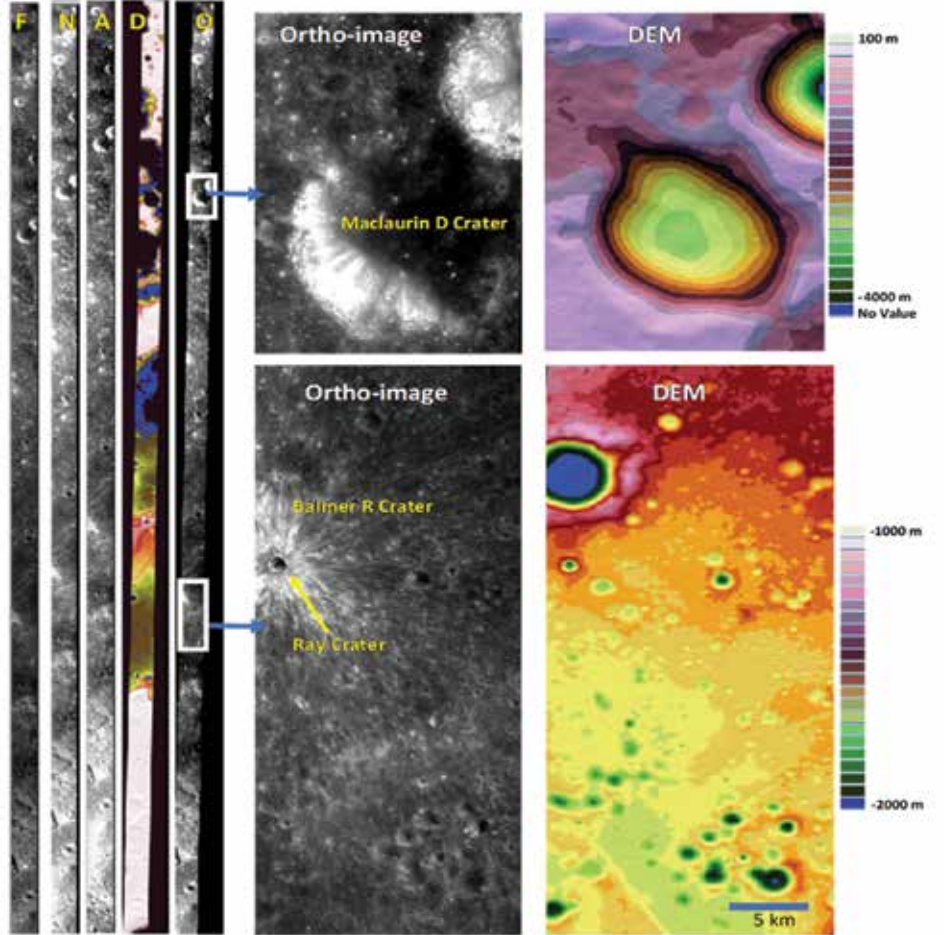 F N A D O
Ortho-image
DEM
Maclaurin D Crater
100 m
-4000 m
No Value
Ortho-image
DEM
Balmer R Crater
Ray Crater
-1000 m
-2000 m
5 km